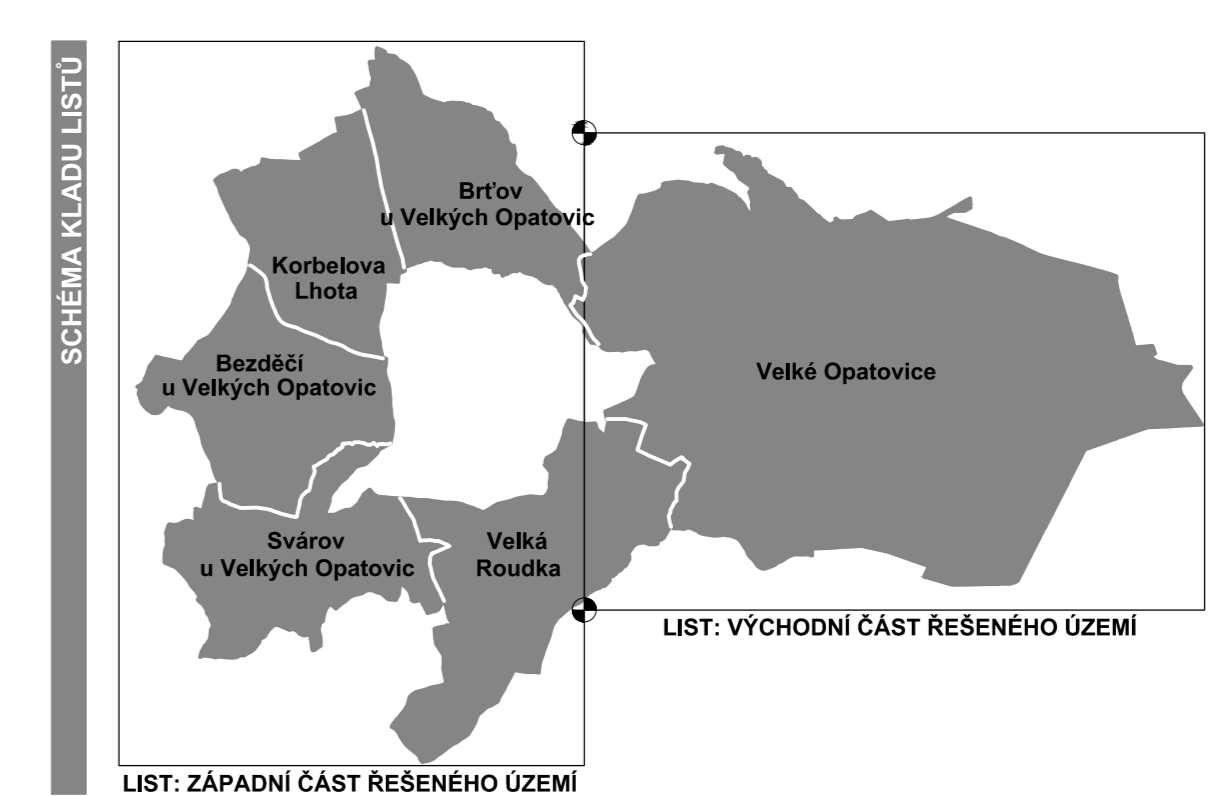 SCHÉMA KLADU LISTŮ
Brťov
u Velkých Opatovic
Korbelova
Lhota
Bezděčí
u Velkých Opatovic
Velké Opatovice
Svárov
u Velkých Opatovic
Velká
Roudka
LIST: VÝCHODNÍ ČÁST ŘEŠENÉHO ÚZEMÍ
LIST: ZÁPADNÍ ČÁST ŘEŠENÉHO ÚZEMÍ